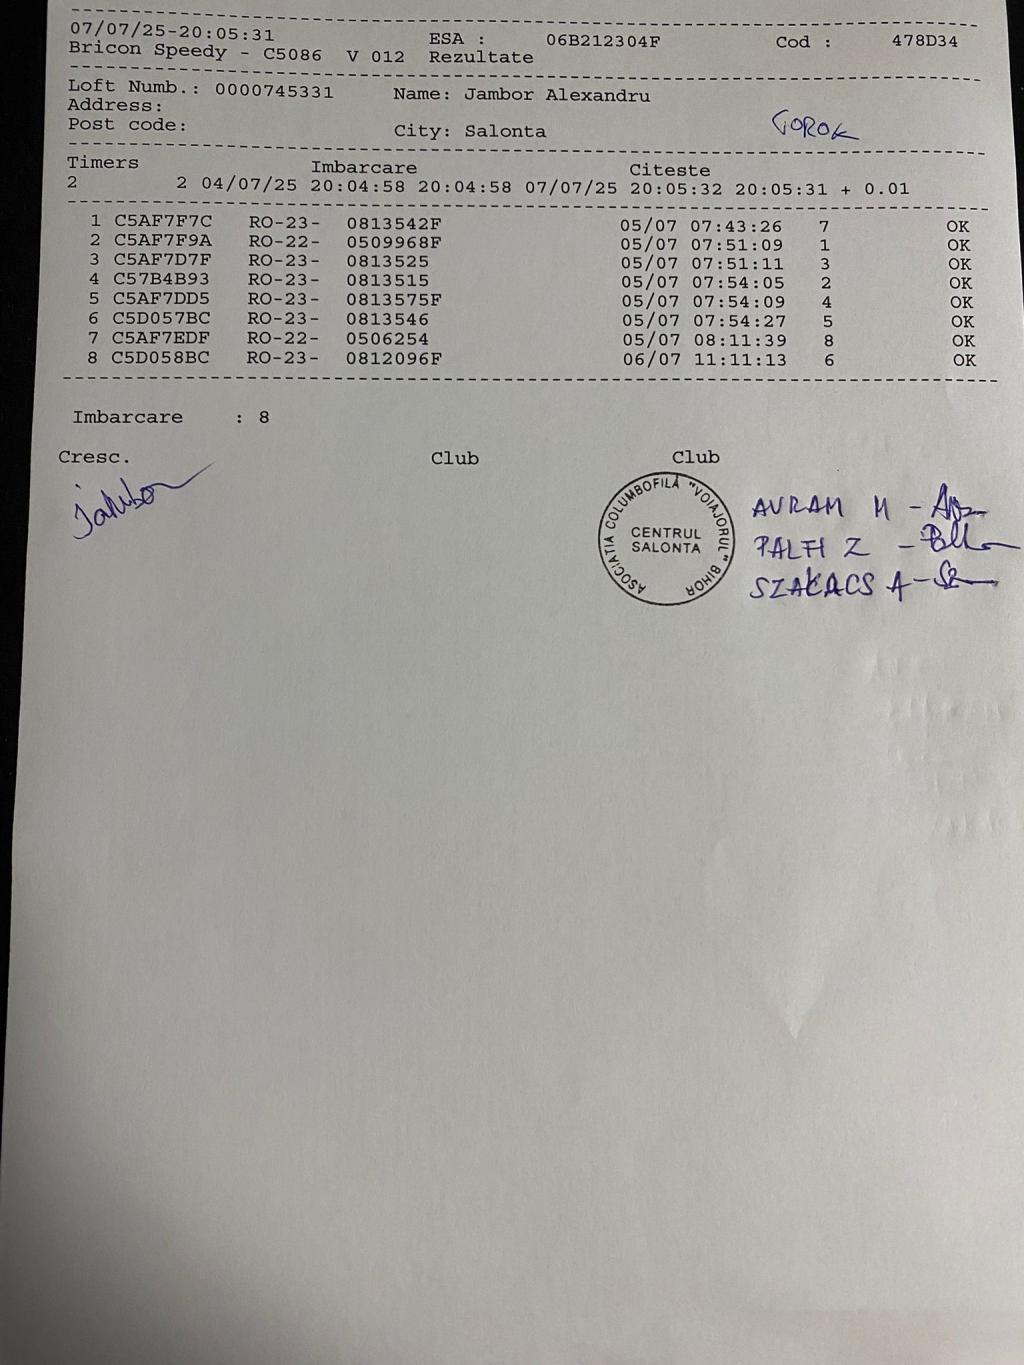 07/07/25-20:05:31 ESA : 06B212304F Cod : 478D34
Bricon Speedy - C5086 V 012 Rezultate
Loft Numb.: 0000745331 Name: Jambor Alexandru
Address:
Post code: City: Salonta
GOROK
Timers Imbarcare Citeste
2 2 04/07/25 20:04:58 20:04:58 07/07/25 20:05:32 20:05:31 + 0.01
1 C5AF7F7C RO-23- 0813542F 05/07 07:43:26 7 OK
2 C5AF7F9A RO-22- 0509968F 05/07 07:51:09 1 OK
3 C5AF7D7F RO-23- 0813525 05/07 07:51:11 3 OK
4 C57B4B93 RO-23- 0813515 05/07 07:54:05 2 OK
5 C5AF7DD5 RO-23- 0813575F 05/07 07:54:09 4 OK
6 C5D057BC RO-23- 0813546 05/07 07:54:27 5 OK
7 C5AF7EDF RO-22- 0506254 05/07 08:11:39 8 OK
8 C5D058BC RO-23- 0812096F 06/07 11:11:13 6 OK
Imbarcare : 8
Cresc. Club Club
Jambor
ASOCIATIA COLUMBOFILĂ "VOIAJORUL" BIHOR
CENTRUL
SALONTA
AVRAM M -
PALFI Z -
SZAKACS A -